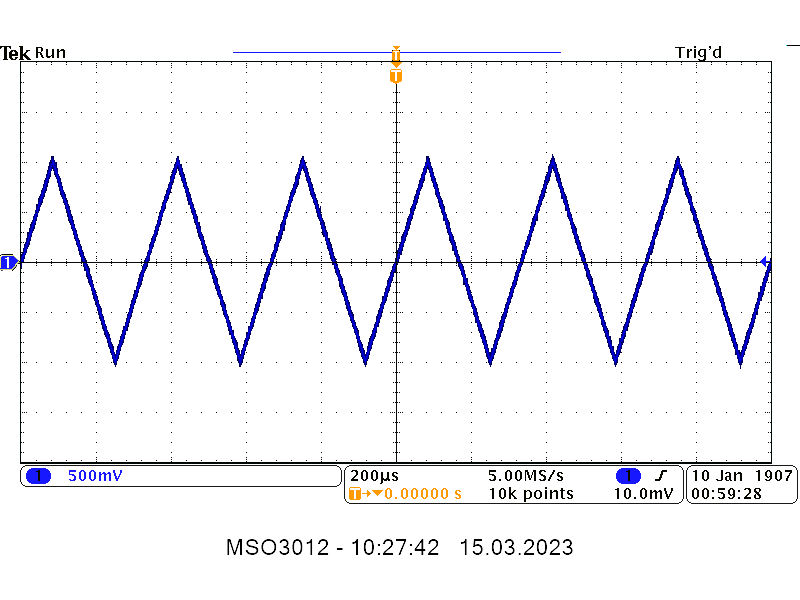 Tek Run Trig'd
T
T
1
1 500mV
200µs 5.00MS/s 1
T→▼0.00000 s 10k points 10.0mV
10 Jan 1907
00:59:28
MSO3012 - 10:27:42 15.03.2023